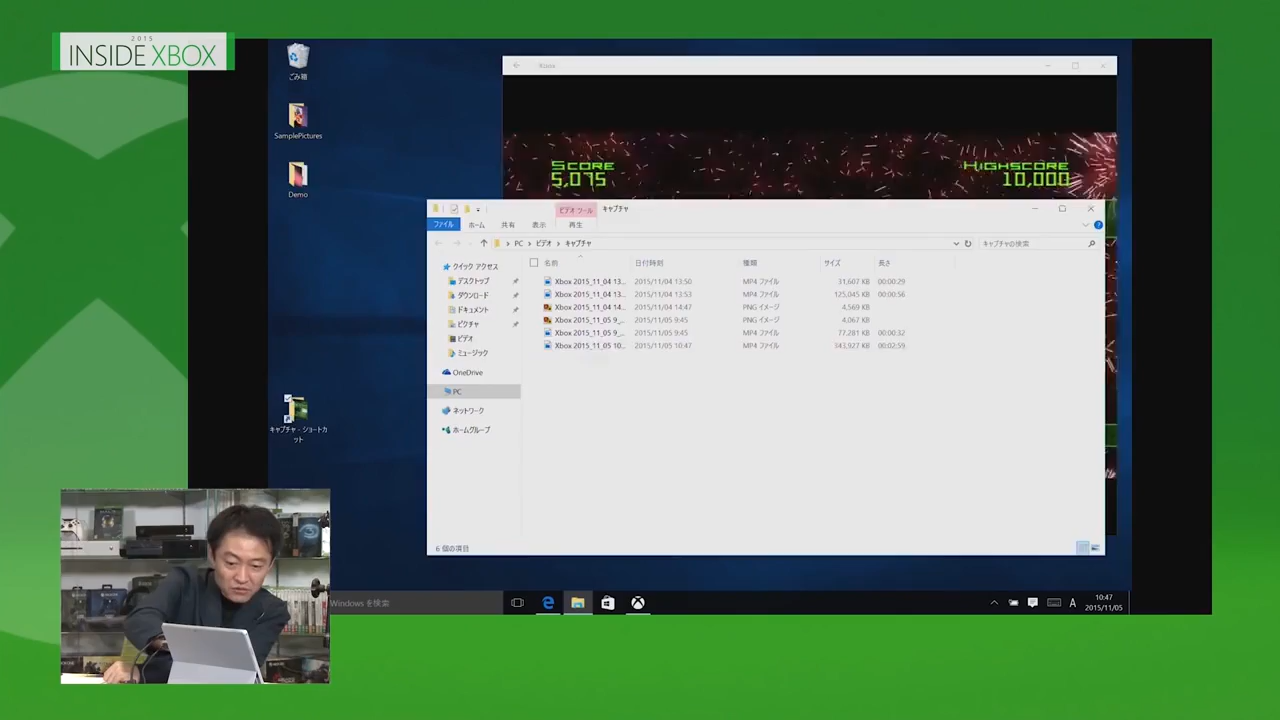 2015
INSIDE XBOX
ごみ箱
SamplePictures
Demo
キャプチャ - ショートカ
ット
Xbox
SCORE
5,075
HIGHSCORE
10,000
ビデオ ツール
キャプチャ
ファイル ホーム 共有 表示 再生
PC ビデオ キャプチャ
キャプチャの検索
クイック アクセス
デスクトップ
ダウンロード
ドキュメント
ピクチャ
ビデオ
ミュージック
OneDrive
PC
ネットワーク
ホームグループ
名前 日付時刻 種類 サイズ 長さ
Xbox 2015_11_04 13... 2015/11/04 13:50 MP4 ファイル 31,607 KB 00:00:29
Xbox 2015_11_04 13... 2015/11/04 13:53 MP4 ファイル 125,045 KB 00:00:56
Xbox 2015_11_04 14... 2015/11/04 14:47 PNG イメージ 4,569 KB
Xbox 2015_11_05 9_... 2015/11/05 9:45 PNG イメージ 4,067 KB
Xbox 2015_11_05 9_... 2015/11/05 9:45 MP4 ファイル 77,281 KB 00:00:32
Xbox 2015_11_05 10... 2015/11/05 10:47 MP4 ファイル 343,927 KB 00:02:59
6 個の項目
Windows を検索
A
10:47
2015/11/05